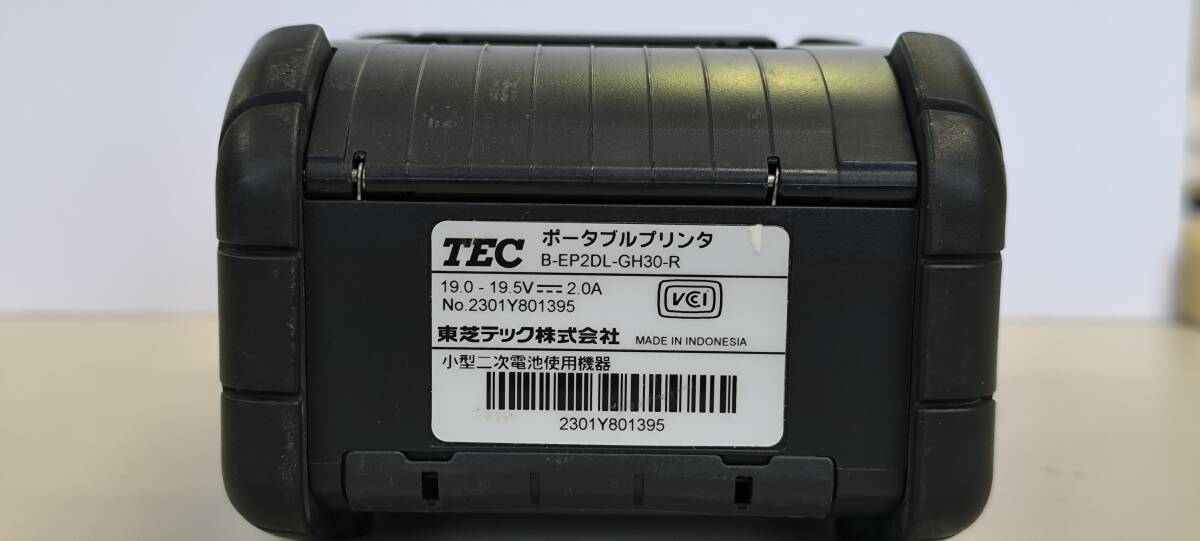 TEC ポータブルプリンタ
B-EP2DL-GH30-R
19.0 - 19.5V⎓2.0A
No.2301Y801395
VCCI
東芝テック株式会社 MADE IN INDONESIA
小型二次電池使用機器
2301Y801395